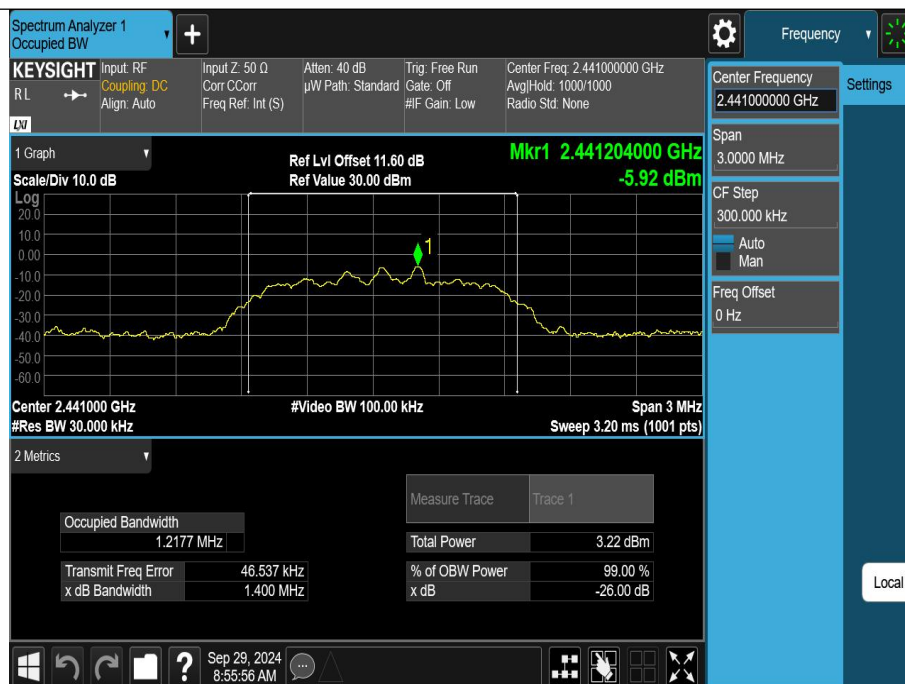 Spectrum Analyzer 1
Occupied BW
Frequency
KEYSIGHT
RL
LXI
Input: RF
Coupling: DC
Align: Auto
Input Z: 50 Ω
Corr CCorr
Freq Ref: Int (S)
Atten: 40 dB
µW Path: Standard
Trig: Free Run
Gate: Off
#IF Gain: Low
Center Freq: 2.441000000 GHz
Avg|Hold: 1000/1000
Radio Std: None
Center Frequency
2.441000000 GHz
Settings
Span
3.0000 MHz
CF Step
300.000 kHz
Auto
Man
Freq Offset
0 Hz
1 Graph
Scale/Div 10.0 dB
Ref Lvl Offset 11.60 dB
Ref Value 30.00 dBm
Mkr1 2.441204000 GHz
-5.92 dBm
Log
20.0
10.0
0.00
-10.0
-20.0
-30.0
-40.0
-50.0
-60.0
1
Center 2.441000 GHz
#Video BW 100.00 kHz
Span 3 MHz
#Res BW 30.000 kHz
Sweep 3.20 ms (1001 pts)
2 Metrics
Measure Trace
Trace 1
Occupied Bandwidth
1.2177 MHz
Total Power
3.22 dBm
Transmit Freq Error
46.537 kHz
% of OBW Power
99.00 %
x dB Bandwidth
1.400 MHz
x dB
-26.00 dB
Local
?
Sep 29, 2024
8:55:56 AM